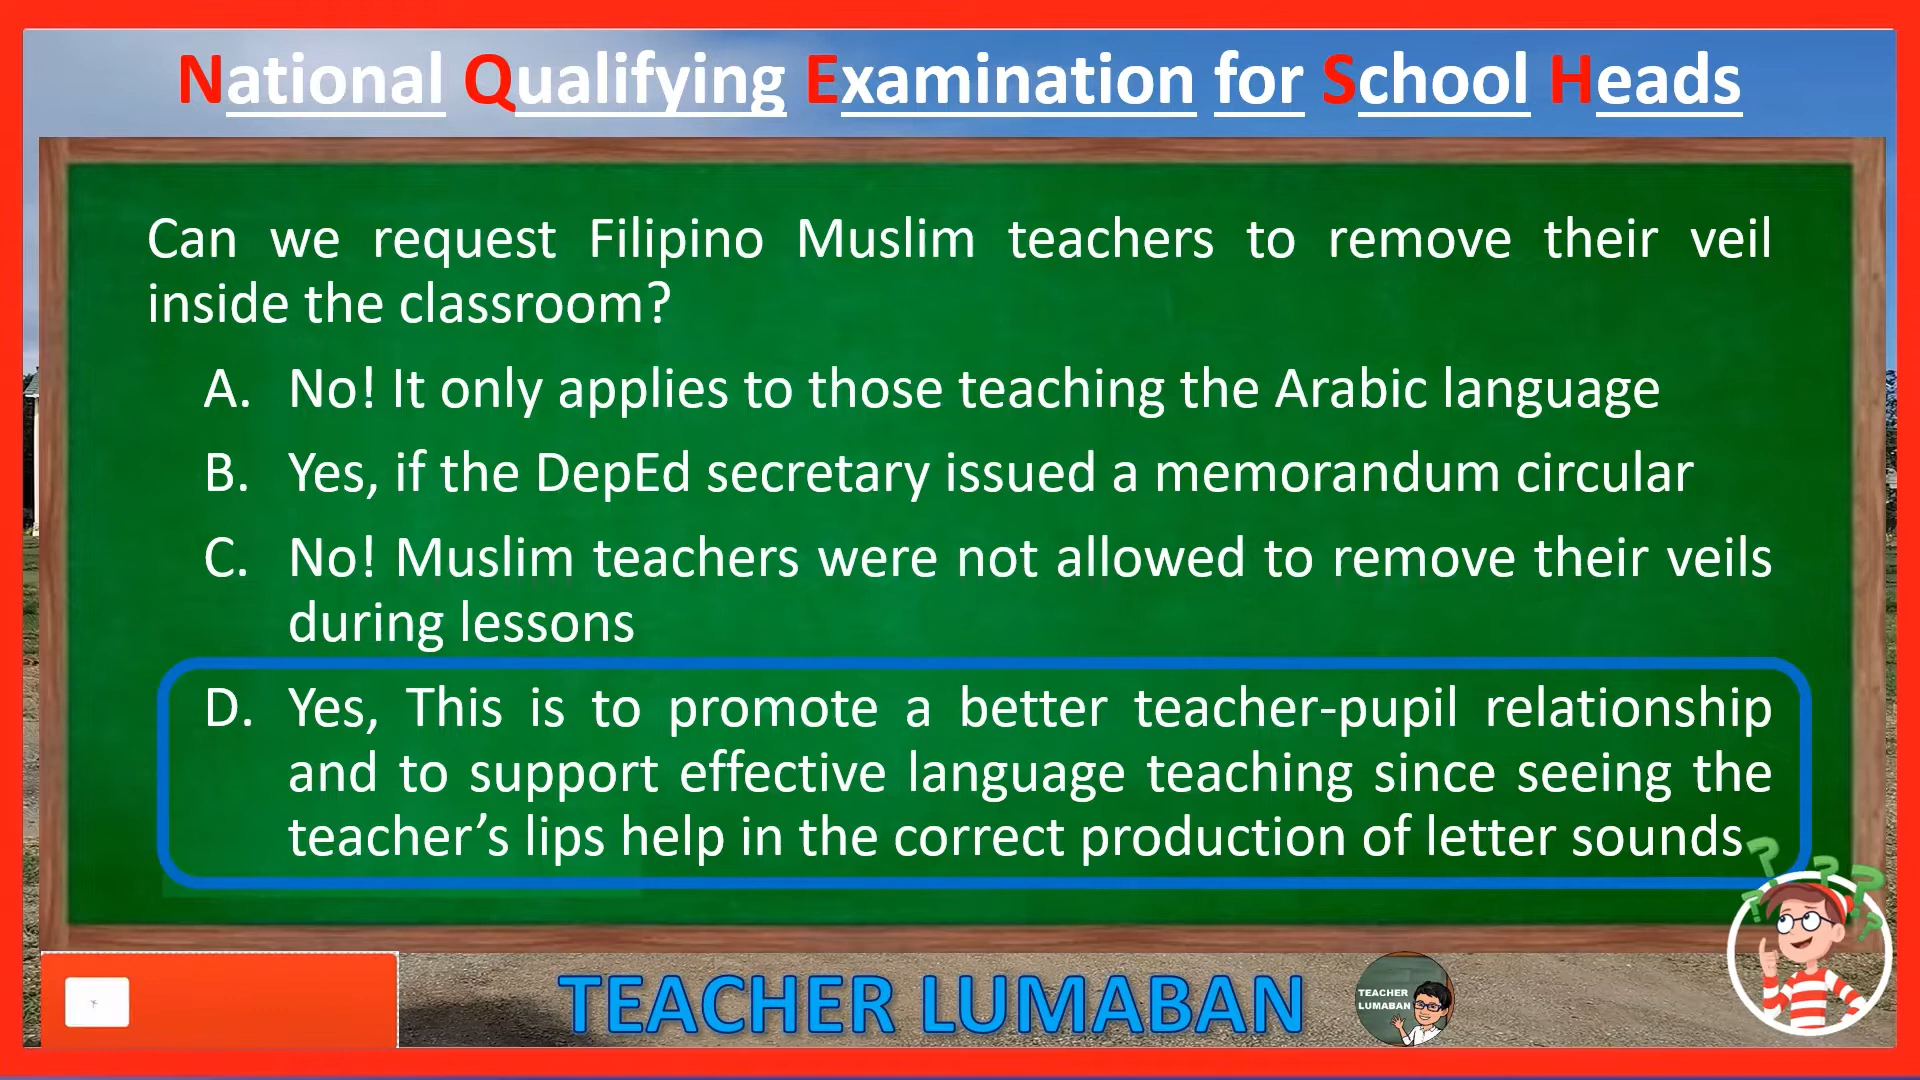 National Qualifying Examination for School Heads
Can we request Filipino Muslim teachers to remove their veil
inside the classroom?
A. No! It only applies to those teaching the Arabic language
B. Yes, if the DepEd secretary issued a memorandum circular
C. No! Muslim teachers were not allowed to remove their veils
during lessons
D. Yes, This is to promote a better teacher-pupil relationship
and to support effective language teaching since seeing the
teacher’s lips help in the correct production of letter sounds
? ? ? ? ?
TEACHER LUMABAN
TEACHER
LUMABAN